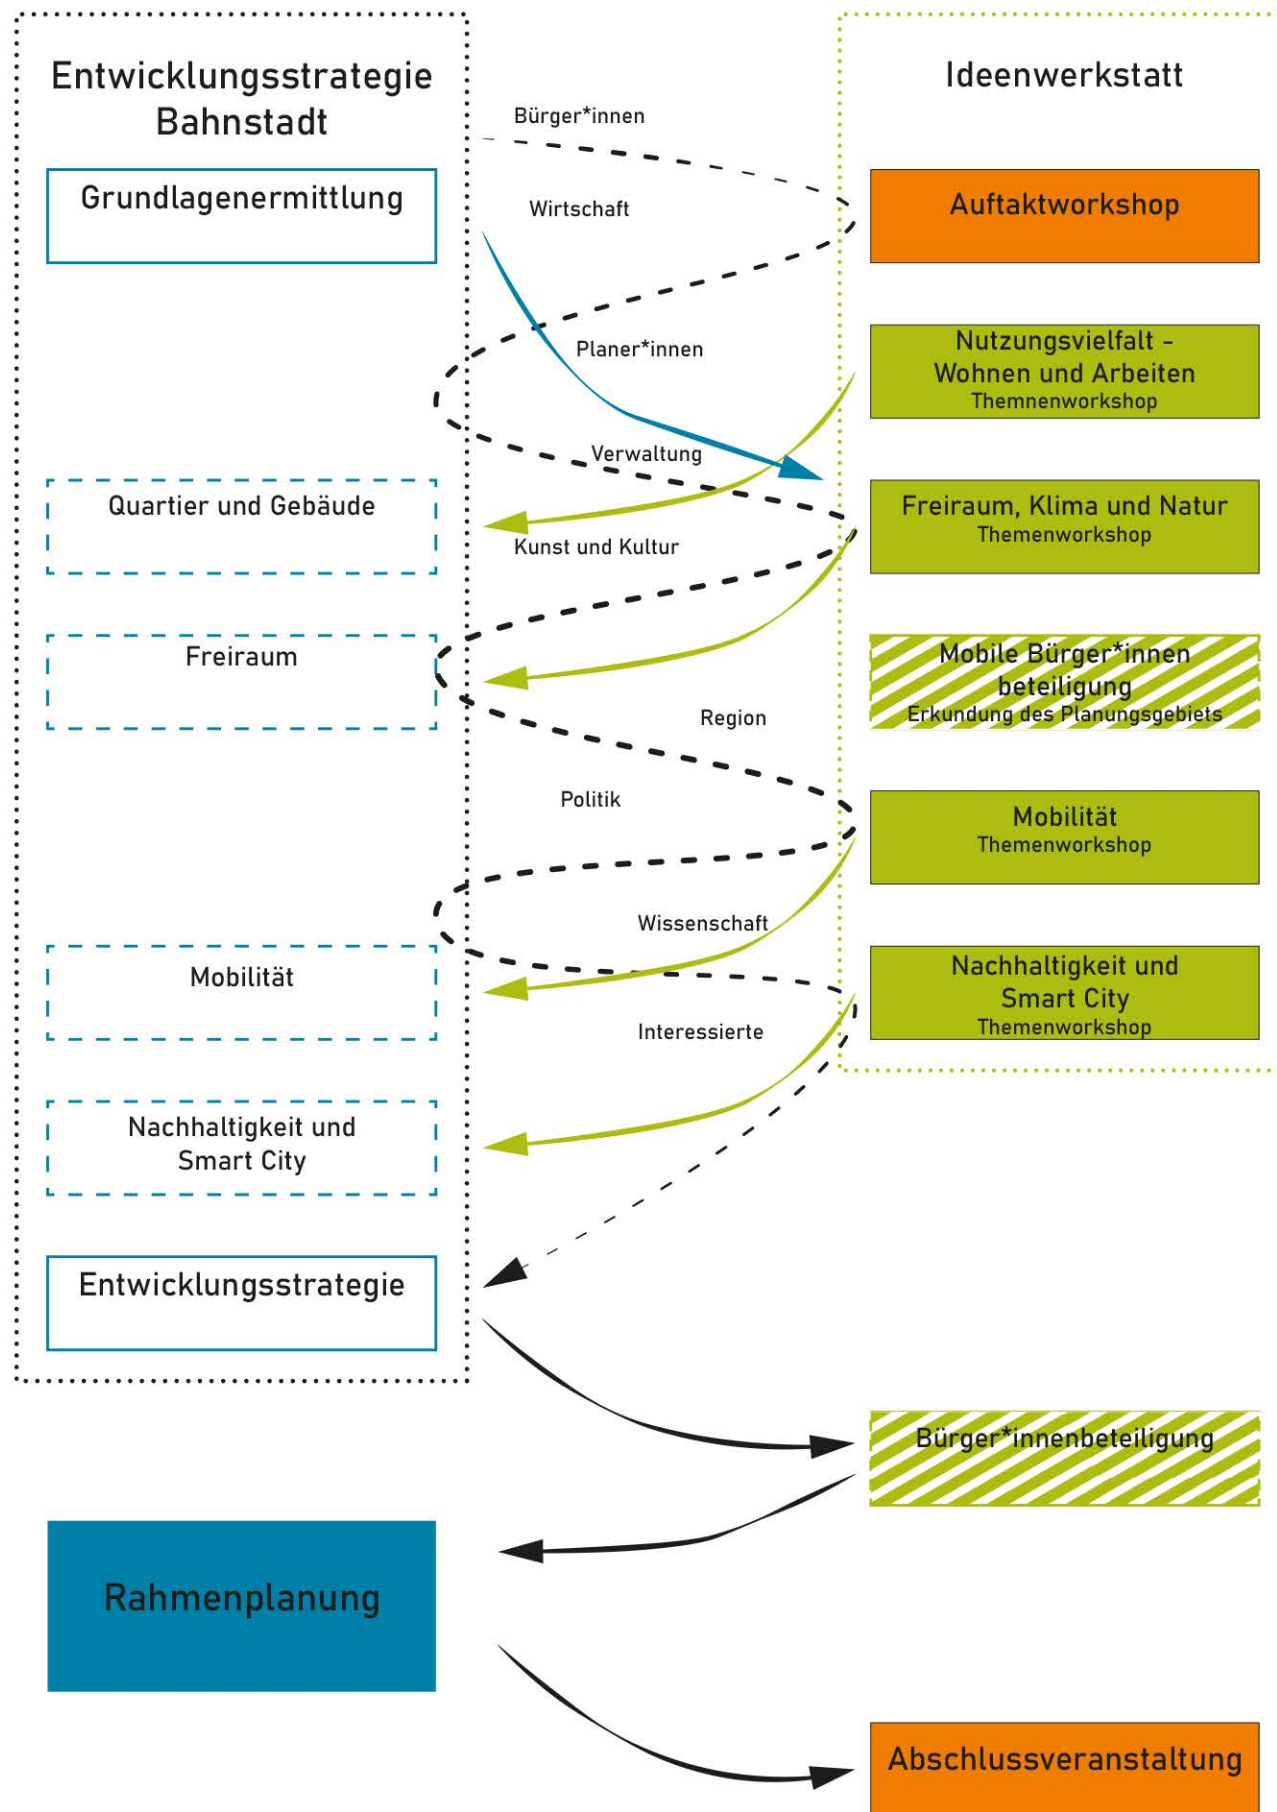 Entwicklungsstrategie
Bahnstadt
Grundlagenermittlung
Quartier und Gebäude
Freiraum
Mobilität
Nachhaltigkeit und
Smart City
Entwicklungsstrategie
Rahmenplanung
Bürger*innen
Wirtschaft
Planer*innen
Verwaltung
Kunst und Kultur
Region
Politik
Wissenschaft
Interessierte
Ideenwerkstatt
Auftaktworkshop
Nutzungsvielfalt -
Wohnen und Arbeiten
Themnenworkshop
Freiraum, Klima und Natur
Themenworkshop
Mobile Bürger*innen
beteiligung
Erkundung des Planungsgebiets
Mobilität
Themenworkshop
Nachhaltigkeit und
Smart City
Themenworkshop
Bürger*innenbeteiligung
Abschlussveranstaltung